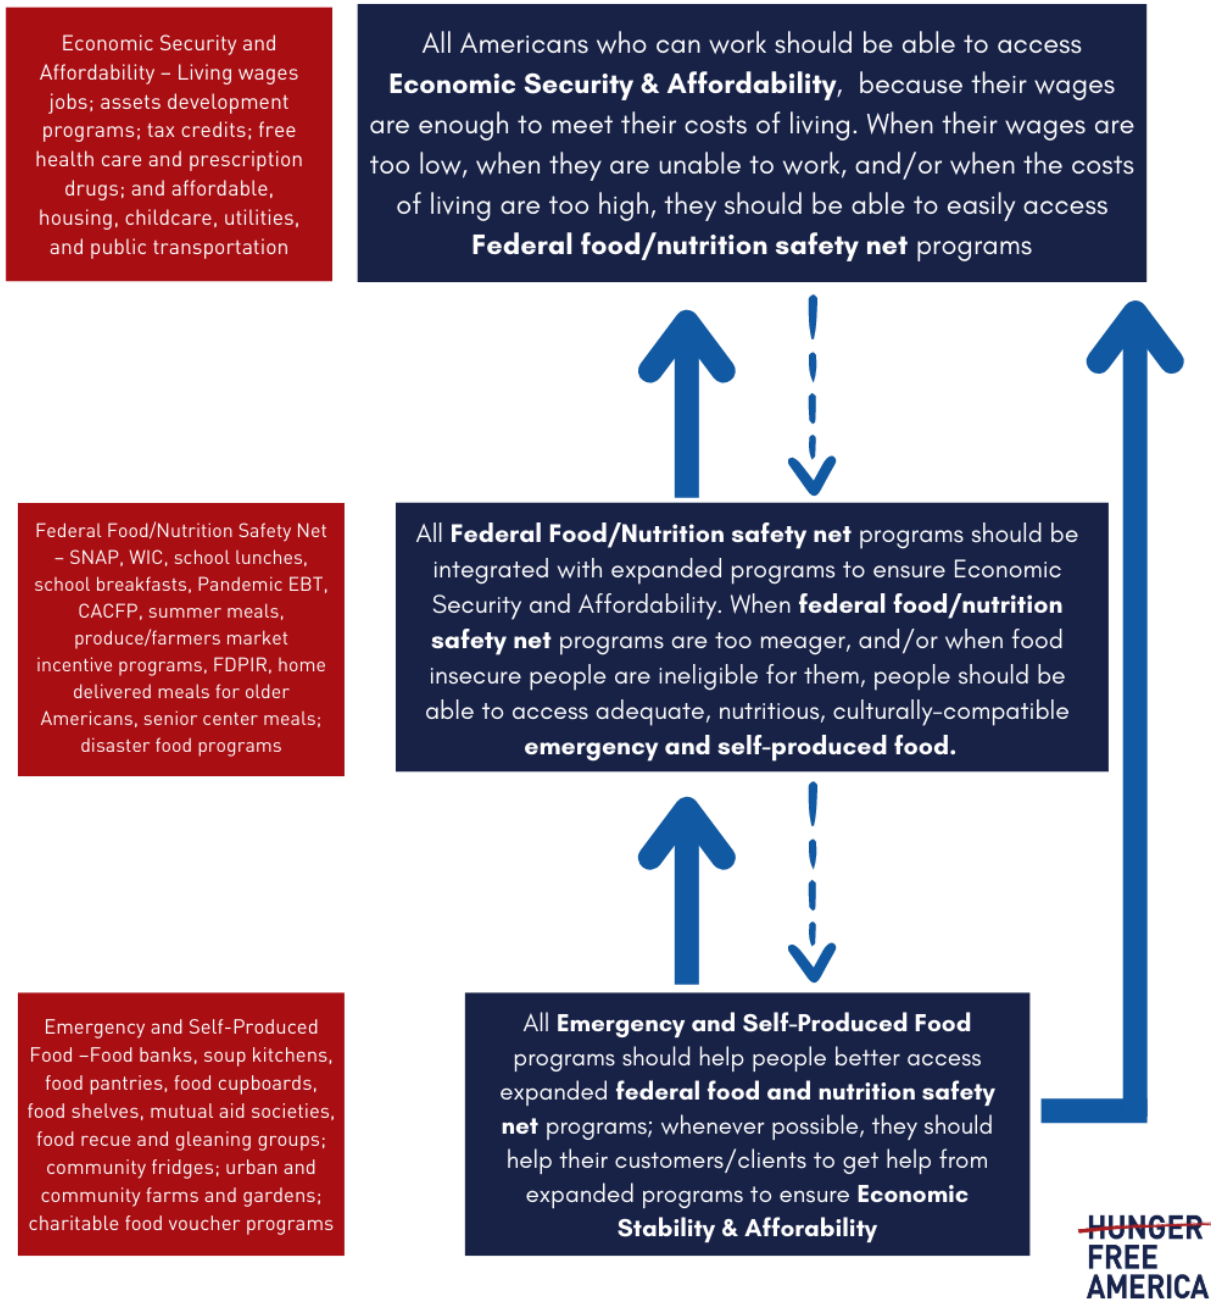 Economic Security and
Affordability – Living wages
jobs; assets development
programs; tax credits; free
health care and prescription
drugs; and affordable,
housing, childcare, utilities,
and public transportation
All Americans who can work should be able to access
Economic Security & Affordability, because their wages
are enough to meet their costs of living. When their wages are
too low, when they are unable to work, and/or when the costs
of living are too high, they should be able to easily access
Federal food/nutrition safety net programs
Federal Food/Nutrition Safety Net
– SNAP, WIC, school lunches,
school breakfasts, Pandemic EBT,
CACFP, summer meals,
produce/farmers market
incentive programs, FDPIR, home
delivered meals for older
Americans, senior center meals;
disaster food programs
All Federal Food/Nutrition safety net programs should be
integrated with expanded programs to ensure Economic
Security and Affordability. When federal food/nutrition
safety net programs are too meager, and/or when food
insecure people are ineligible for them, people should be
able to access adequate, nutritious, culturally-compatible
emergency and self-produced food.
Emergency and Self-Produced
Food –Food banks, soup kitchens,
food pantries, food cupboards,
food shelves, mutual aid societies,
food recue and gleaning groups;
community fridges; urban and
community farms and gardens;
charitable food voucher programs
All Emergency and Self-Produced Food
programs should help people better access
expanded federal food and nutrition safety
net programs; whenever possible, they should
help their customers/clients to get help from
expanded programs to ensure Economic
Stability & Afforability
HUNGER
FREE
AMERICA